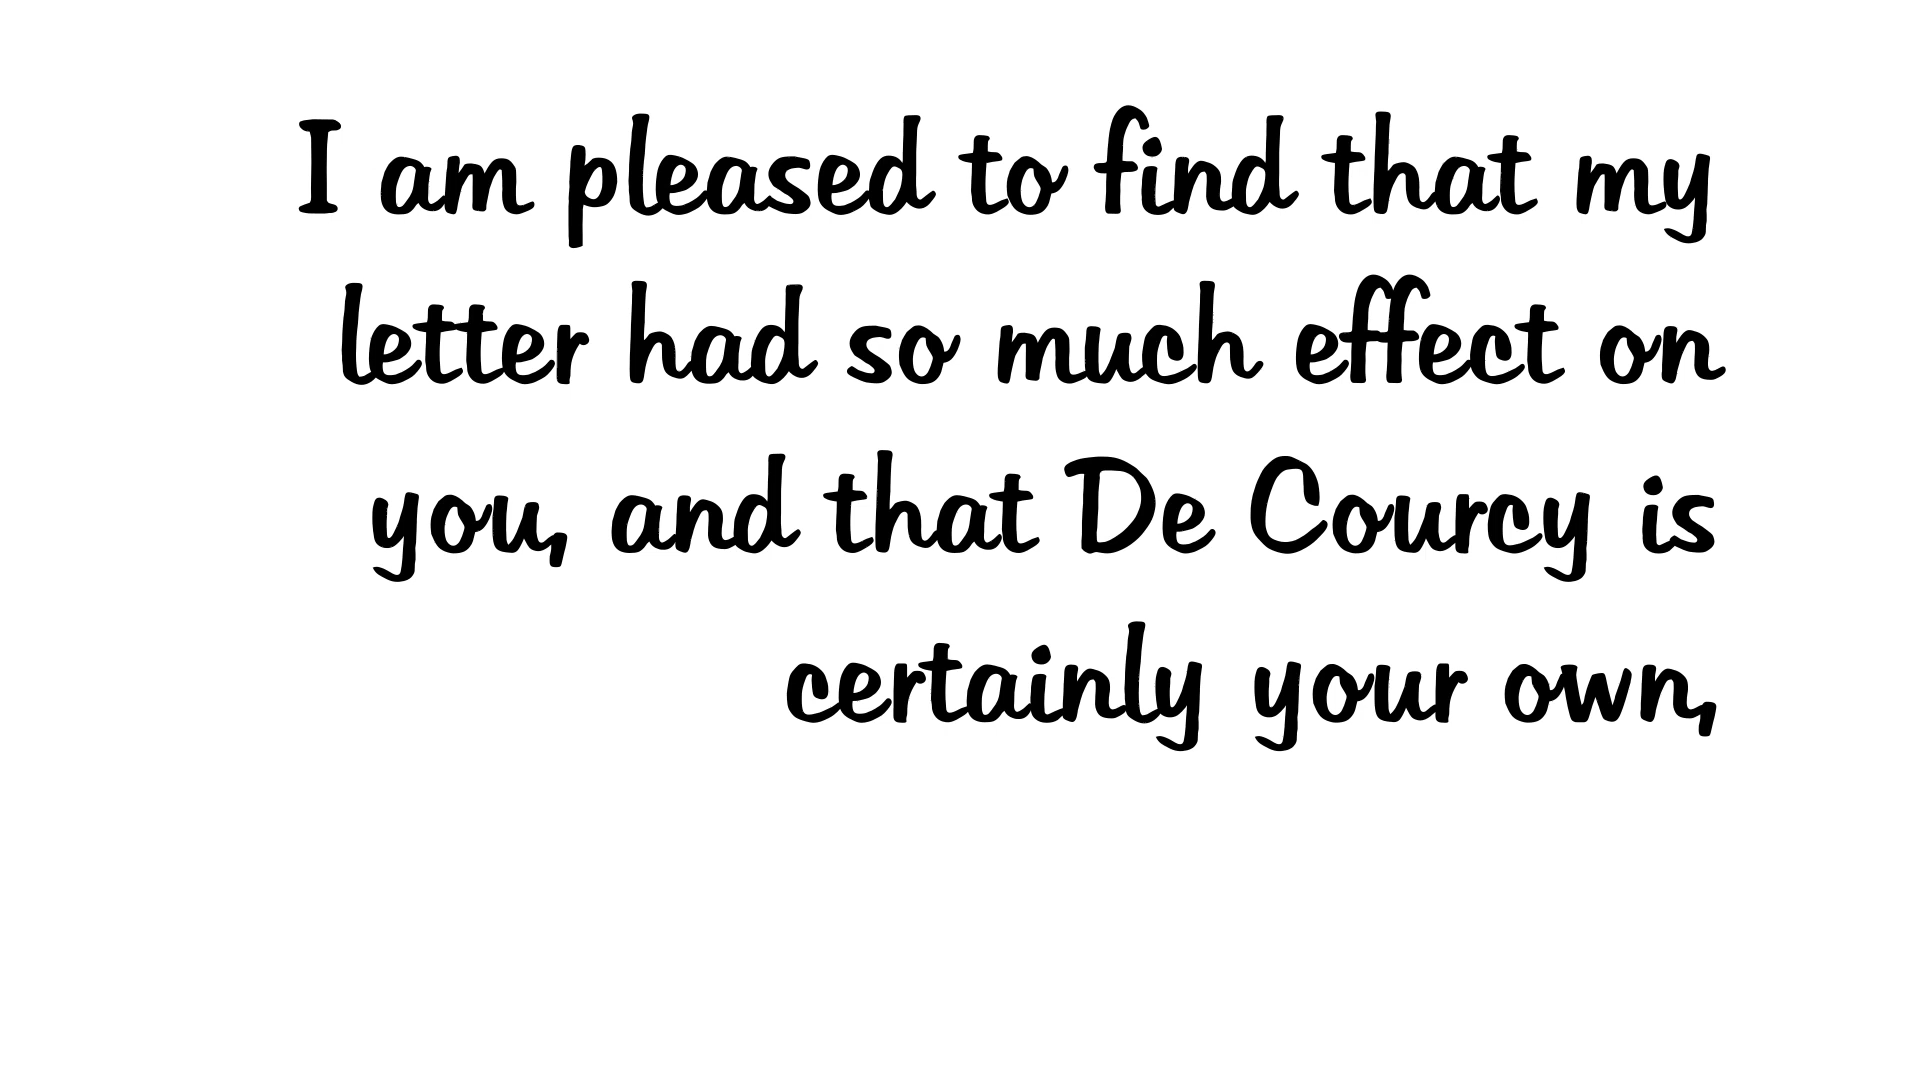 I am pleased to find that my
letter had so much effect on
you, and that De Courcy is
certainly your own,